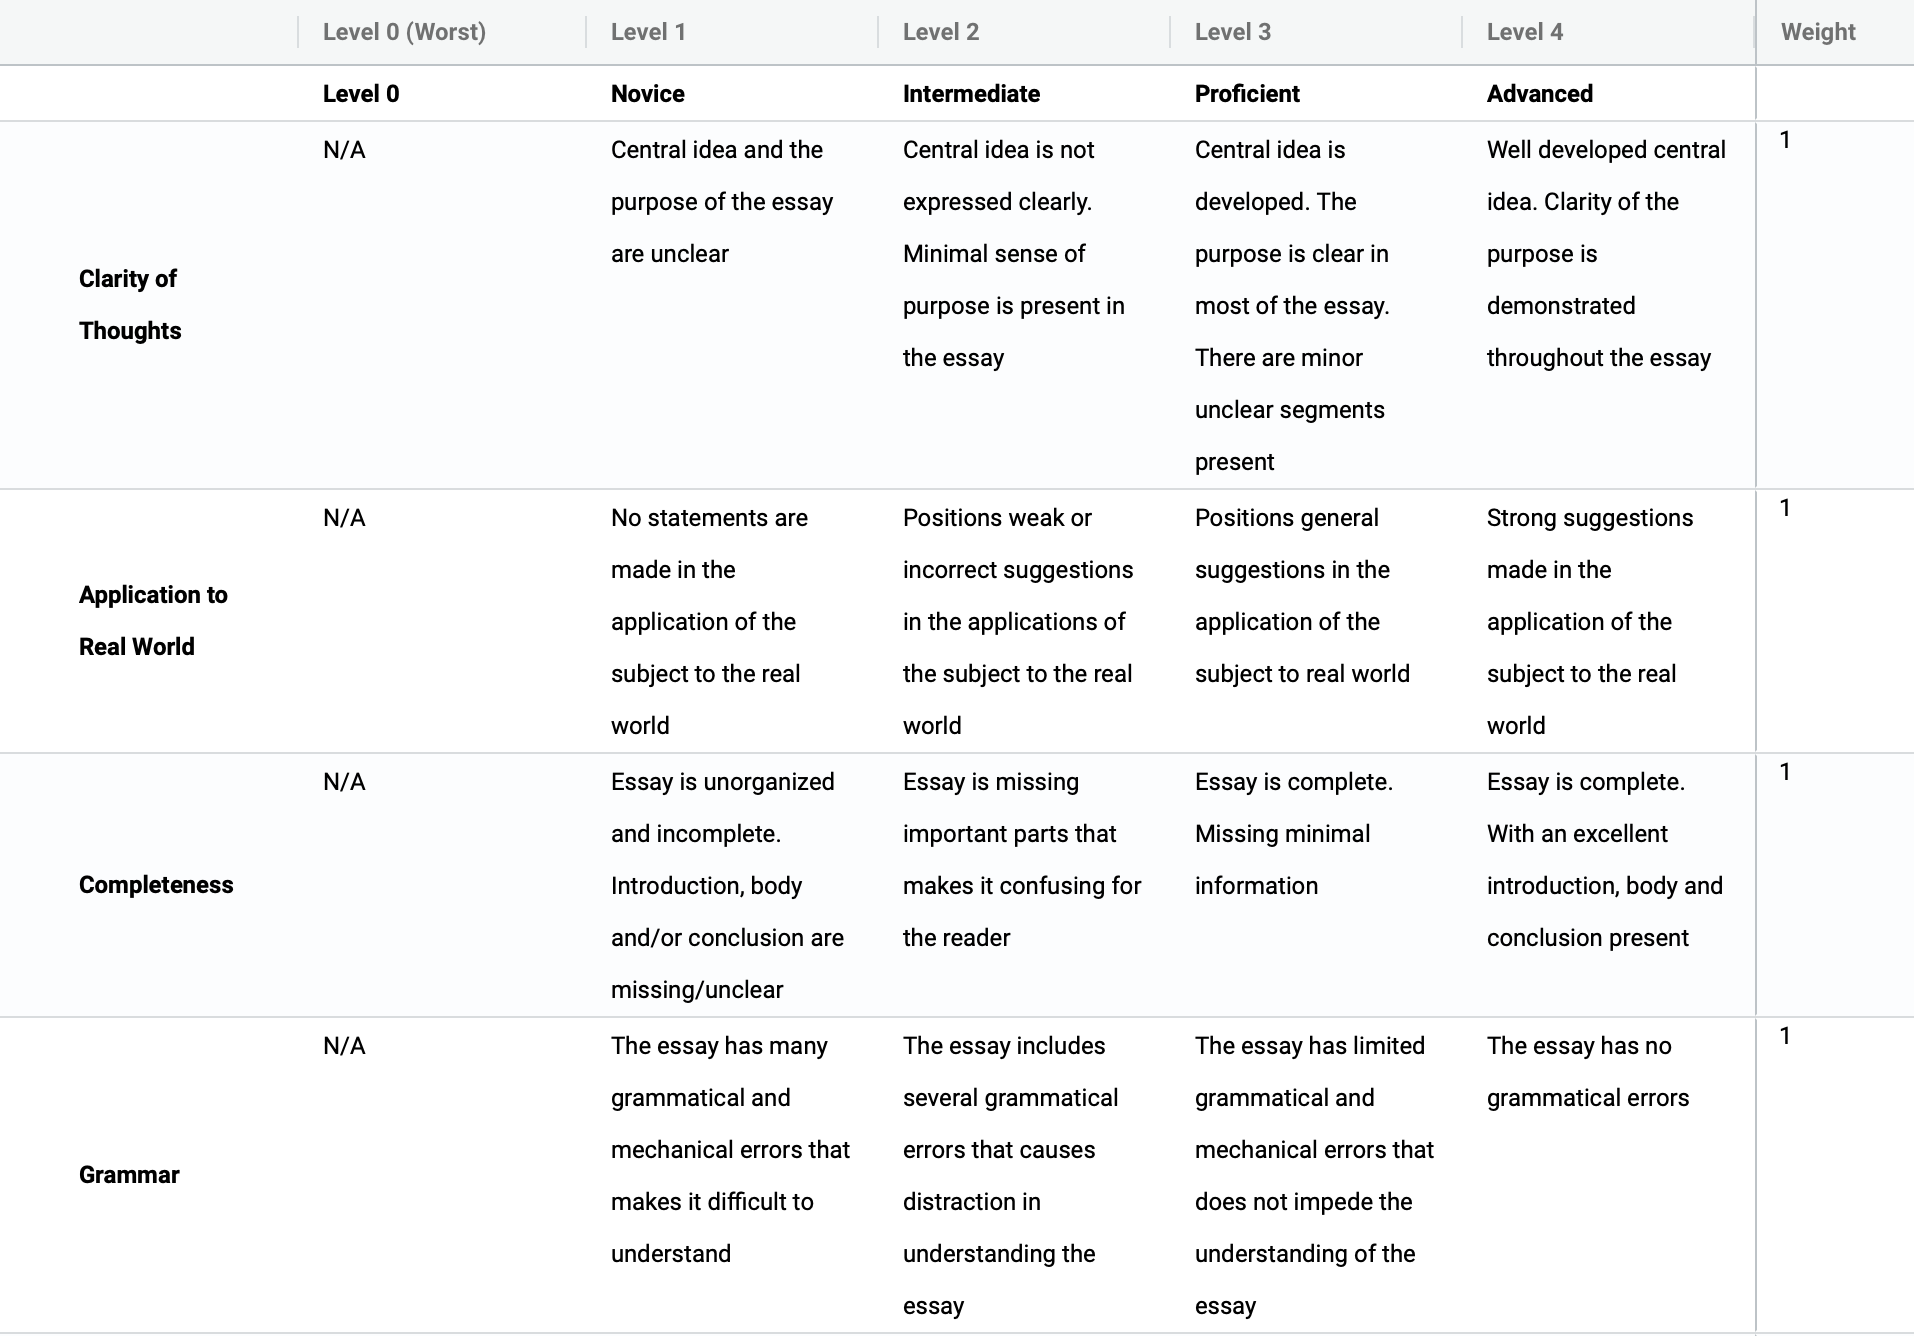 Level 0 (Worst)
Level 1
Level 2
Level 3
Level 4
Weight
Level 0
Novice
Intermediate
Proficient
Advanced
Clarity of
Thoughts
N/A
Central idea and the
purpose of the essay
are unclear
Central idea is not
expressed clearly.
Minimal sense of
purpose is present in
the essay
Central idea is
developed. The
purpose is clear in
most of the essay.
There are minor
unclear segments
present
Well developed central
idea. Clarity of the
purpose is
demonstrated
throughout the essay
1
Application to
Real World
N/A
No statements are
made in the
application of the
subject to the real
world
Positions weak or
incorrect suggestions
in the applications of
the subject to the real
world
Positions general
suggestions in the
application of the
subject to real world
Strong suggestions
made in the
application of the
subject to the real
world
1
Completeness
N/A
Essay is unorganized
and incomplete.
Introduction, body
and/or conclusion are
missing/unclear
Essay is missing
important parts that
makes it confusing for
the reader
Essay is complete.
Missing minimal
information
Essay is complete.
With an excellent
introduction, body and
conclusion present
1
Grammar
N/A
The essay has many
grammatical and
mechanical errors that
makes it difficult to
understand
The essay includes
several grammatical
errors that causes
distraction in
understanding the
essay
The essay has limited
grammatical and
mechanical errors that
does not impede the
understanding of the
essay
The essay has no
grammatical errors
1